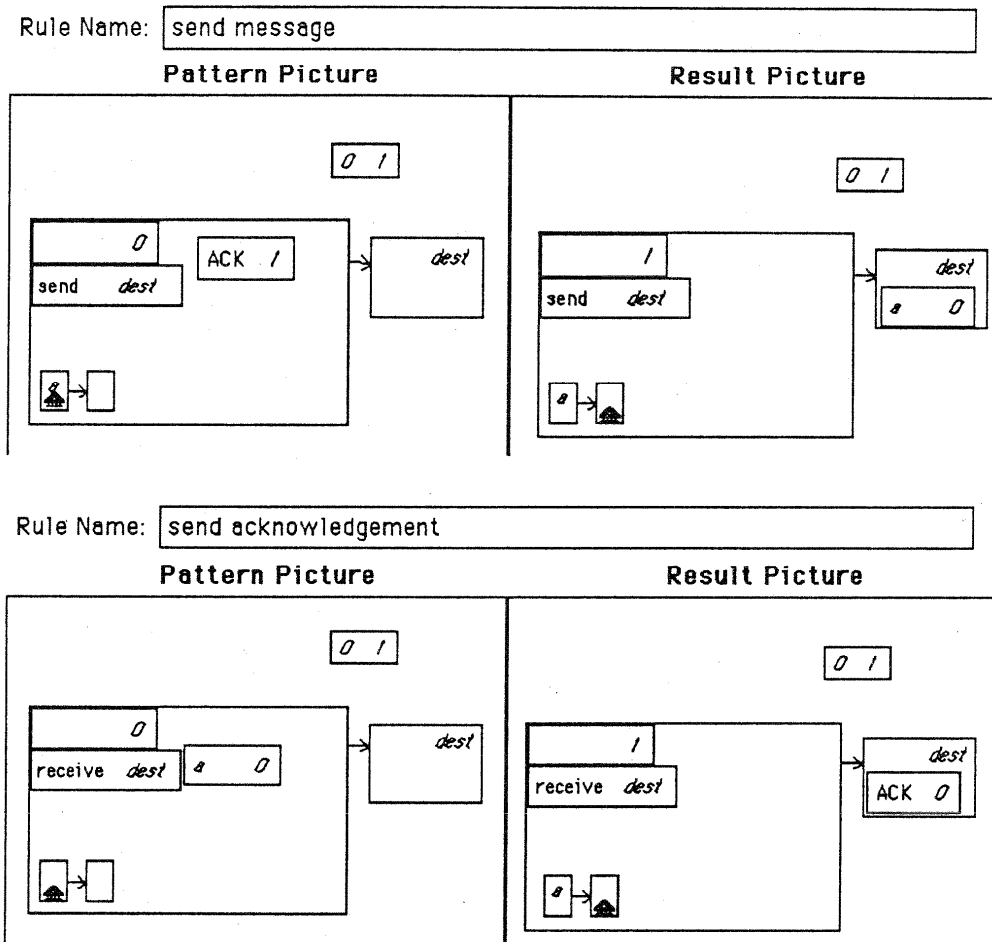 Rule Name: send message
Pattern Picture Result Picture
0 1
0 1
0
ACK 1
dest
send dest
a
1
dest
send dest
a 0
a
Rule Name: send acknowledgement
Pattern Picture Result Picture
0 1
0 1
0
dest
receive dest
a 0
1
dest
receive dest
ACK 0
a